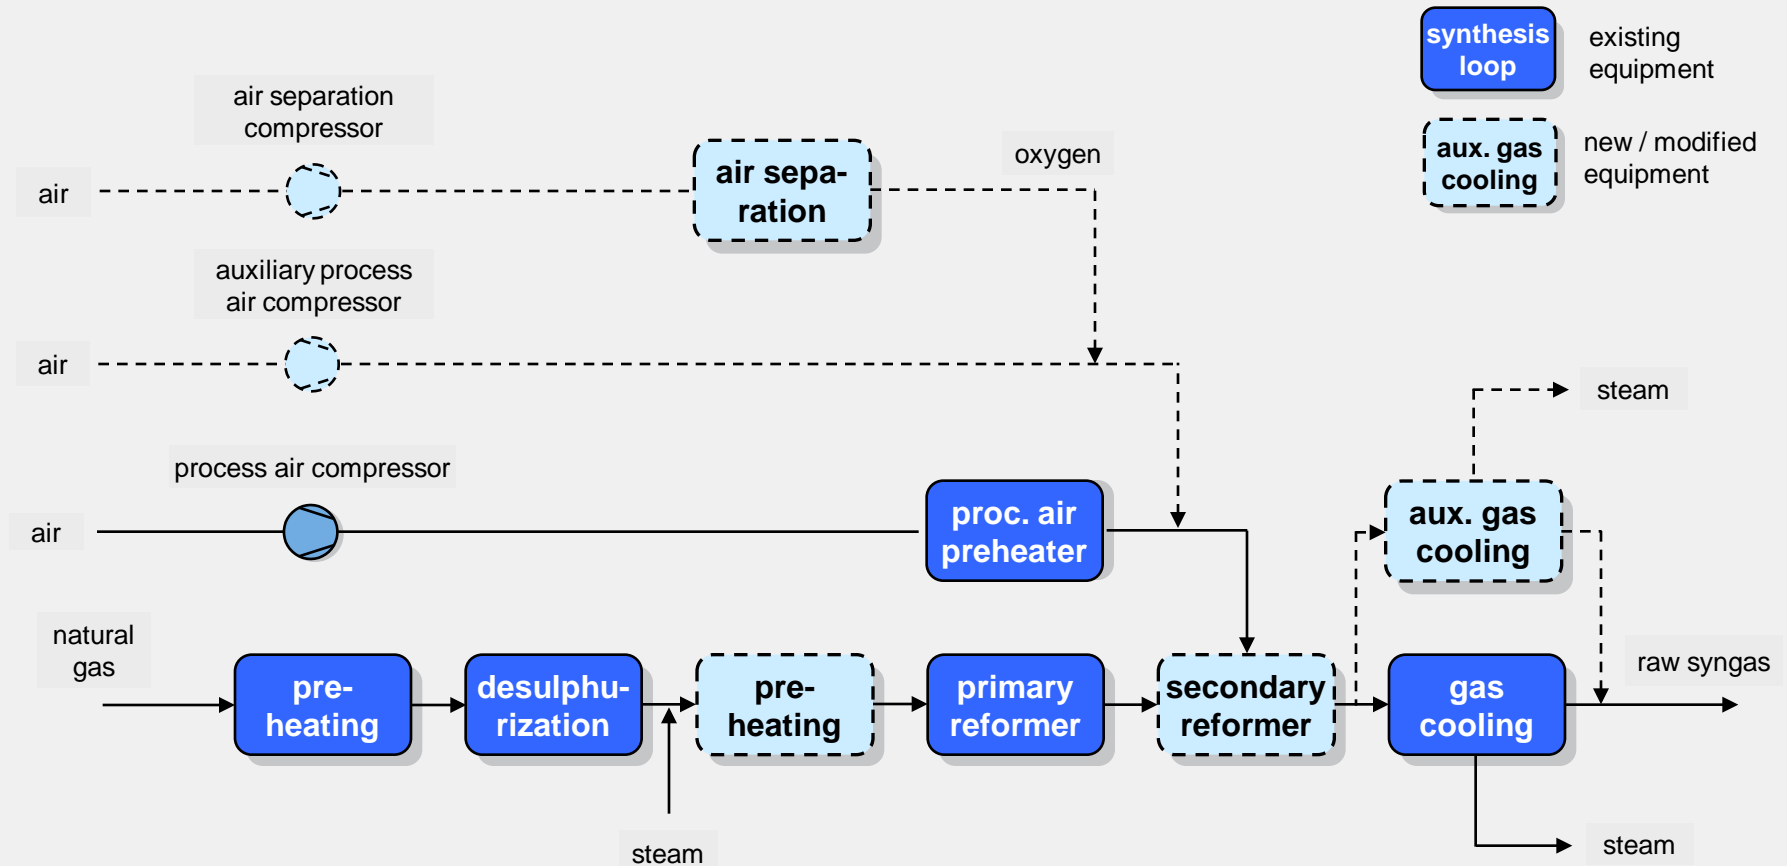 synthesis
loop
existing
equipment
aux. gas
cooling
new / modified
equipment
air separation
compressor
air
air sepa-
ration
oxygen
auxiliary process
air compressor
air
steam
process air compressor
air
proc. air
preheater
aux. gas
cooling
natural
gas
pre-
heating
desulphu-
rization
pre-
heating
primary
reformer
secondary
reformer
gas
cooling
raw syngas
steam
steam